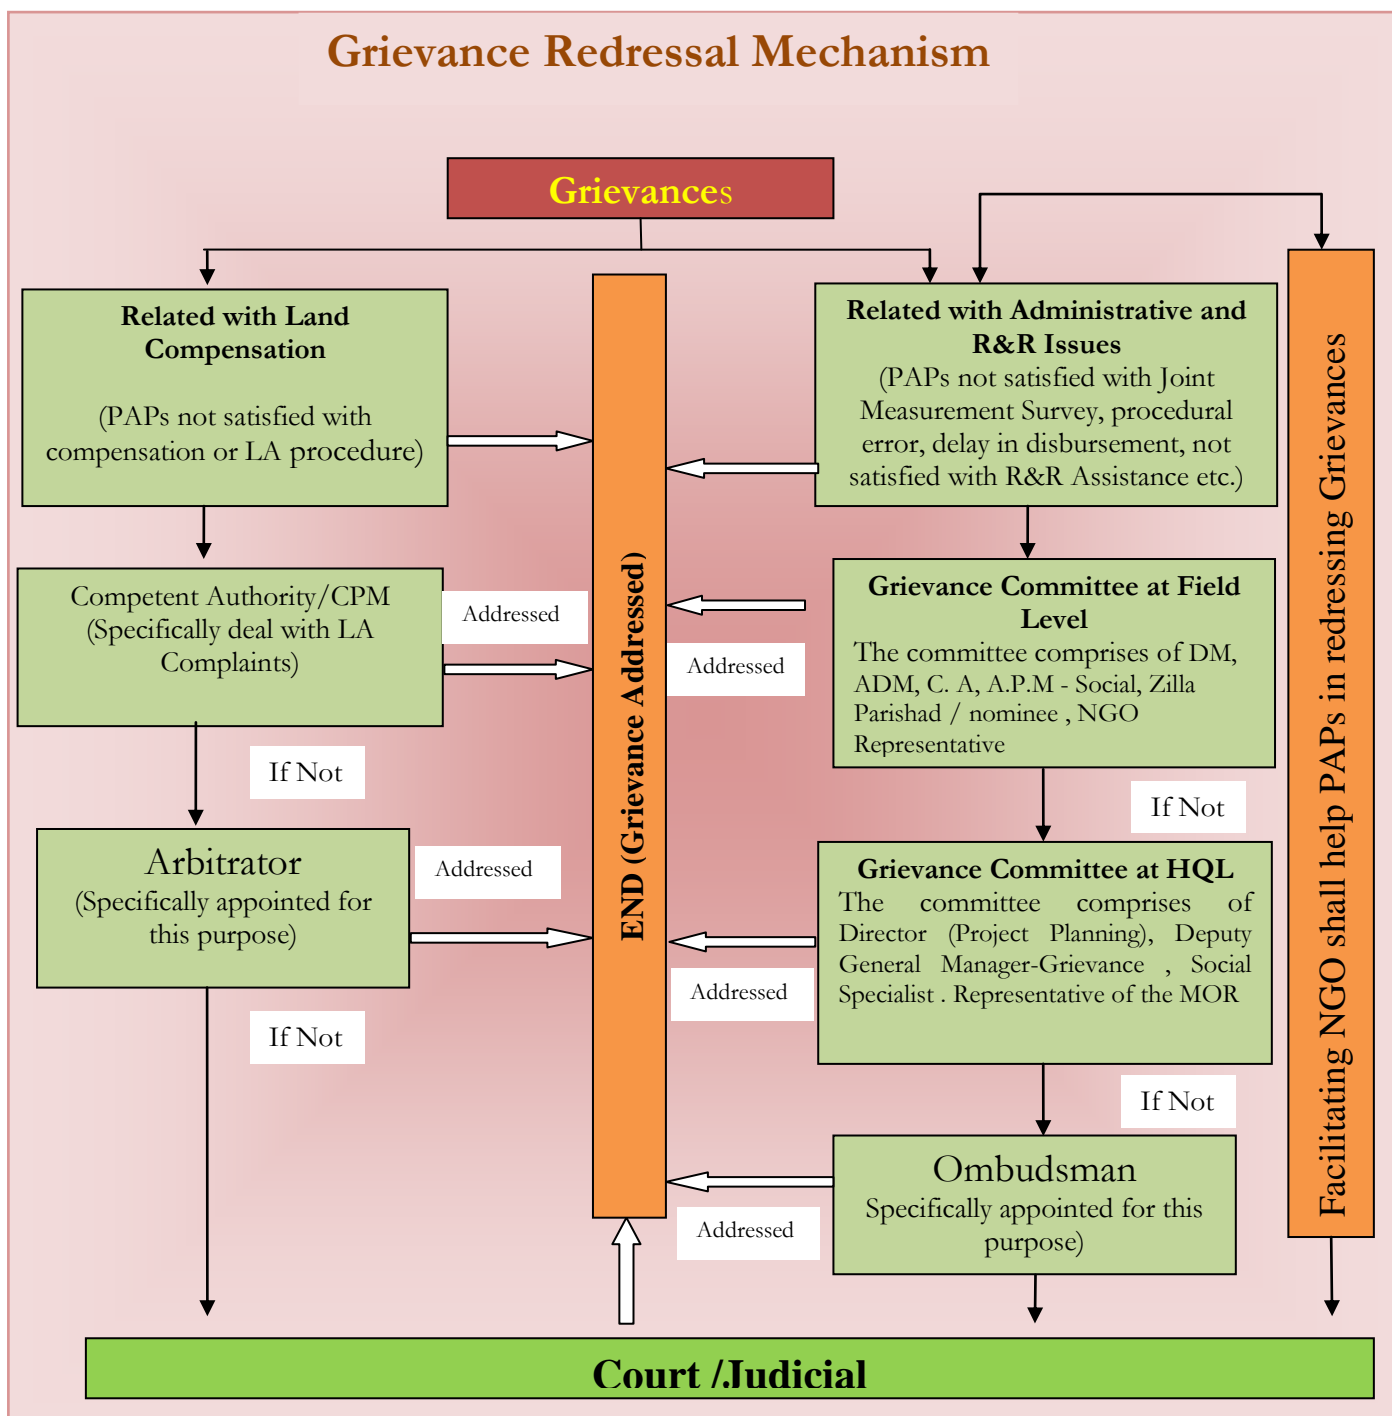 Grievance Redressal Mechanism
Grievances
Related with Land
Compensation
(PAPs not satisfied with
compensation or LA procedure)
Competent Authority/CPM
(Specifically deal with LA
Complaints)
Addressed
If Not
Arbitrator
(Specifically appointed for
this purpose)
Addressed
If Not
END (Grievance Addressed)
Related with Administrative and
R&R Issues
(PAPs not satisfied with Joint
Measurement Survey, procedural
error, delay in disbursement, not
satisfied with R&R Assistance etc.)
Grievance Committee at Field
Level
The committee comprises of DM,
ADM, C. A, A.P.M - Social, Zilla
Parishad / nominee , NGO
Representative
Addressed
If Not
Grievance Committee at HQL
The committee comprises of
Director (Project Planning), Deputy
General Manager-Grievance , Social
Specialist . Representative of the MOR
Addressed
If Not
Ombudsman
Specifically appointed for this
purpose)
Addressed
Facilitating NGO shall help PAPs in redressing Grievances
Court /Judicial